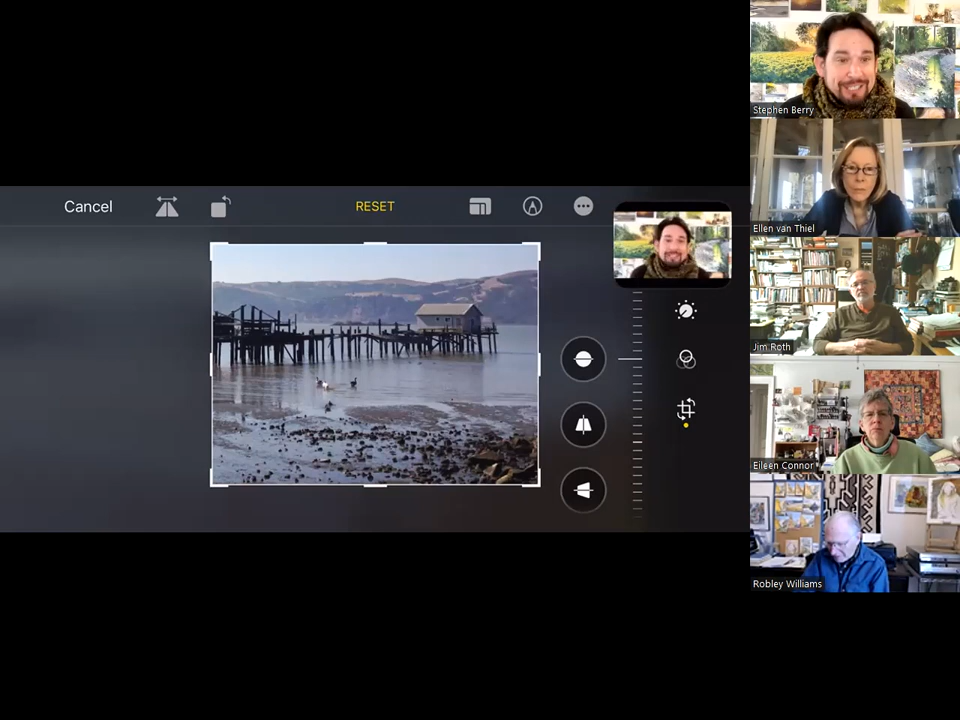 Cancel
RESET
Stephen Berry
Ellen van Thiel
Jim Roth
Eileen Connor
Robley Williams